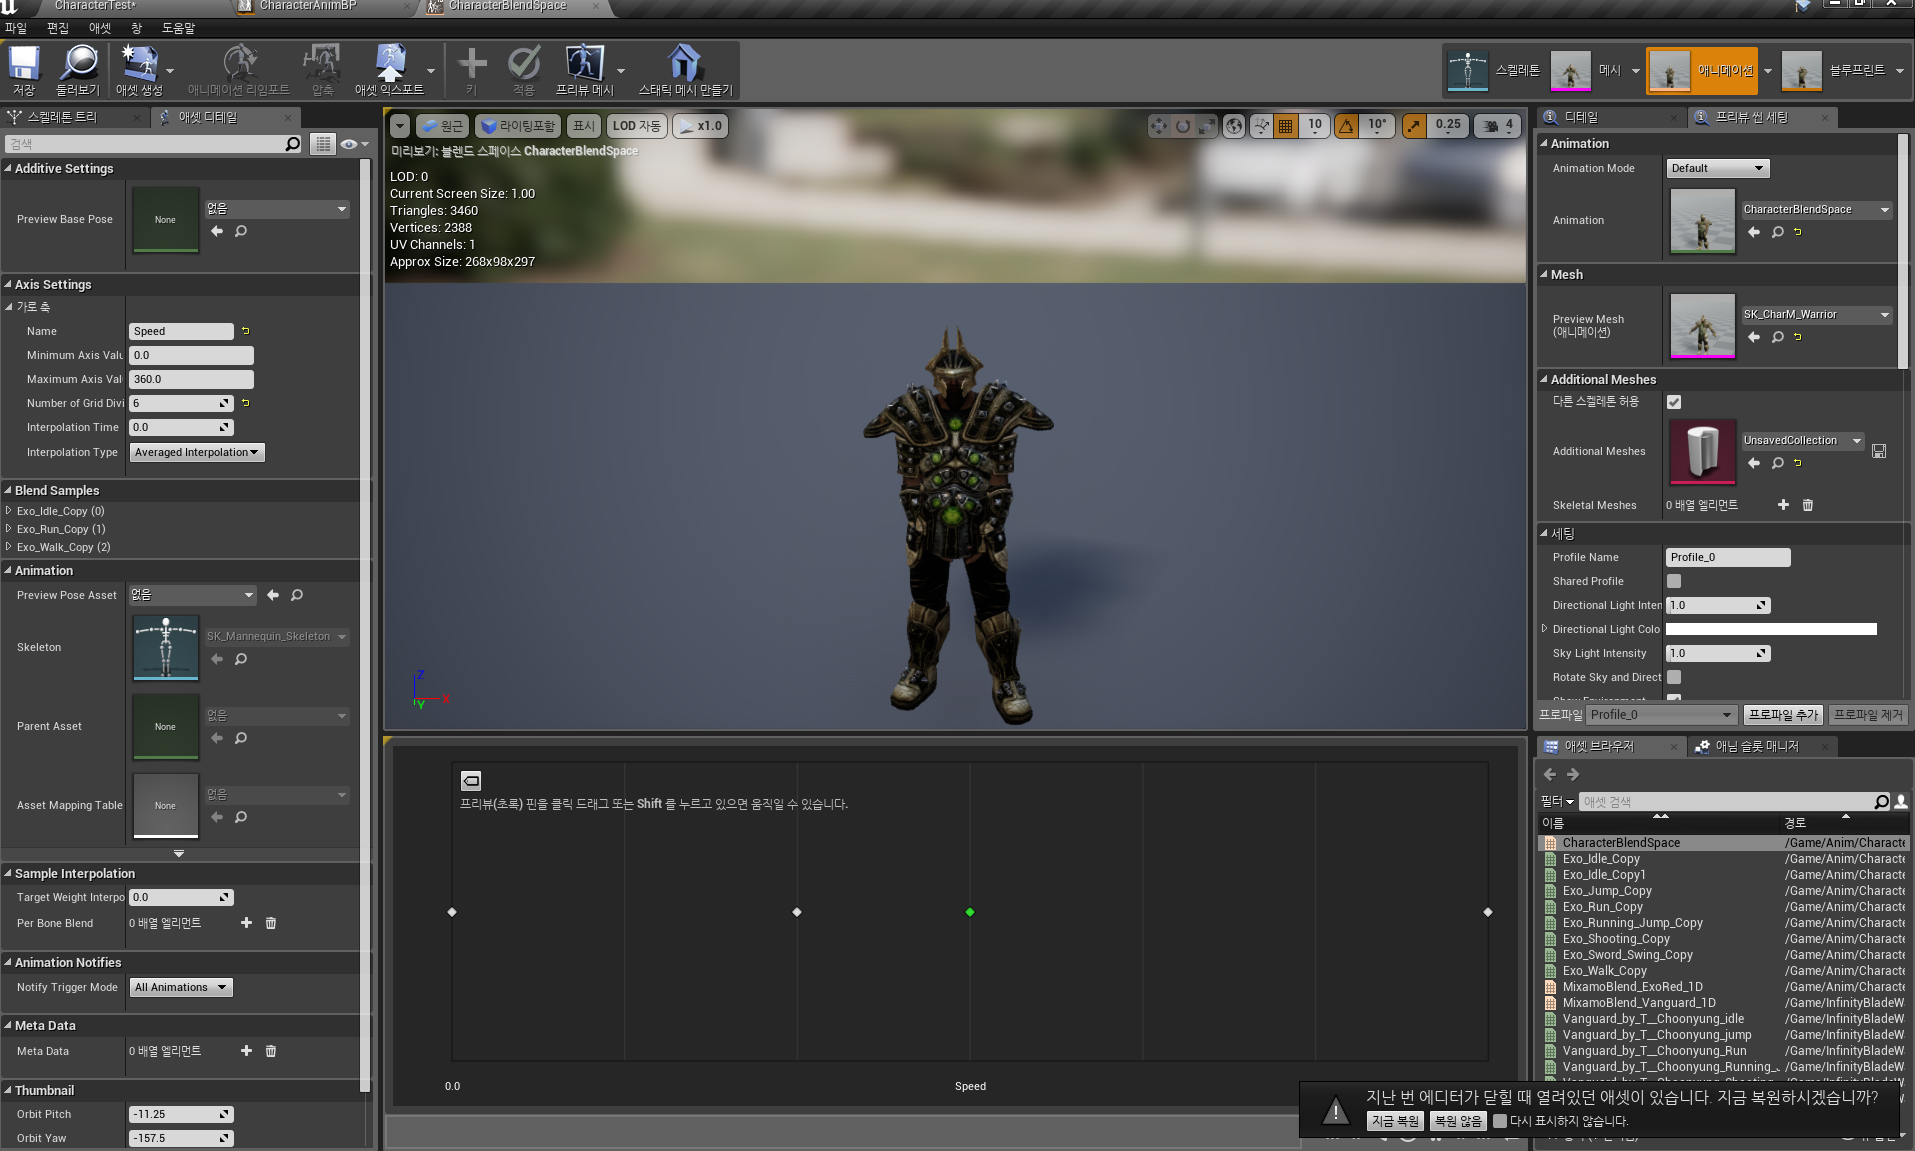 CharacterTest*
CharacterAnimBP
CharacterBlendSpace
파일
편집
애셋
창
도움말
저장
둘러보기
애셋 생성
애니메이션 리임포트
압축
애셋 익스포트
키
적용
프리뷰 메시
스태틱 메시 만들기
스켈레톤
메시
애니메이션
블루프린트
스켈레톤 트리
애셋 디테일
검색
Additive Settings
Preview Base Pose
None
없음
Axis Settings
가로 축
Name
Speed
Minimum Axis Valu
0.0
Maximum Axis Val
360.0
Number of Grid Divi
6
Interpolation Time
0.0
Interpolation Type
Averaged Interpolation
Blend Samples
Exo_Idle_Copy (0)
Exo_Run_Copy (1)
Exo_Walk_Copy (2)
Animation
Preview Pose Asset
없음
Skeleton
SK_Mannequin_Skeleton
Parent Asset
None
없음
Asset Mapping Table
None
없음
Sample Interpolation
Target Weight Interpo
0.0
Per Bone Blend
0 배열 엘리먼트
Animation Notifies
Notify Trigger Mode
All Animations
Meta Data
Meta Data
0 배열 엘리먼트
Thumbnail
Orbit Pitch
-11.25
Orbit Yaw
-157.5
원근
라이팅포함
표시
LOD 자동
x1.0
10
10°
0.25
4
미리보기: 블렌드 스페이스 CharacterBlendSpace
LOD: 0
Current Screen Size: 1.00
Triangles: 3460
Vertices: 2388
UV Channels: 1
Approx Size: 268x98x297
Z
X
Y
프리뷰(초록) 핀을 클릭 드래그 또는 Shift 를 누르고 있으면 움직일 수 있습니다.
0.0
Speed
디테일
프리뷰 씬 세팅
Animation
Animation Mode
Default
Animation
CharacterBlendSpace
Mesh
Preview Mesh
(애니메이션)
SK_CharM_Warrior
Additional Meshes
다른 스켈레톤 허용
Additional Meshes
UnsavedCollection
Skeletal Meshes
0 배열 엘리먼트
세팅
Profile Name
Profile_0
Shared Profile
Directional Light Inten
1.0
Directional Light Colo
Sky Light Intensity
1.0
Rotate Sky and Direct
프로파일
Profile_0
프로파일 추가
프로파일 제거
애셋 브라우저
애님 슬롯 매니저
필터
애셋 검색
이름
경로
CharacterBlendSpace /Game/Anim/Characte
Exo_Idle_Copy /Game/Anim/Characte
Exo_Idle_Copy1 /Game/Anim/Characte
Exo_Jump_Copy /Game/Anim/Characte
Exo_Run_Copy /Game/Anim/Characte
Exo_Running_Jump_Copy /Game/Anim/Characte
Exo_Shooting_Copy /Game/Anim/Characte
Exo_Sword_Swing_Copy /Game/Anim/Characte
Exo_Walk_Copy /Game/Anim/Characte
MixamoBlend_ExoRed_1D /Game/Anim/Characte
MixamoBlend_Vanguard_1D /Game/InfinityBladeW
Vanguard_by_T__Choonyung_idle /Game/InfinityBladeW
Vanguard_by_T__Choonyung_jump /Game/InfinityBladeW
Vanguard_by_T__Choonyung_Run /Game/InfinityBladeW
Vanguard_by_T__Choonyung_Running_ /Game/InfinityBladeW
지난 번 에디터가 닫힐 때 열려있던 애셋이 있습니다. 지금 복원하시겠습니까?
지금 복원
복원 않음
다시 표시하지 않습니다.